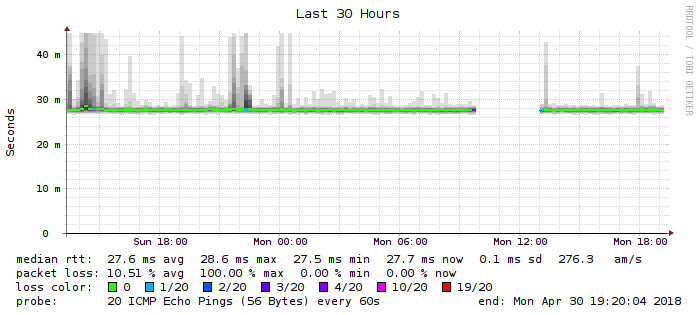 Last 30 Hours
RRDTOOL / TOBI OETIKER
Seconds
40 m
30 m
20 m
10 m
0
Sun 18:00 Mon 00:00 Mon 06:00 Mon 12:00 Mon 18:00
median rtt: 27.6 ms avg 28.6 ms max 27.5 ms min 27.7 ms now 0.1 ms sd 276.3 am/s
packet loss: 10.51 % avg 100.00 % max 0.00 % min 0.00 % now
loss color: 0 1/20 2/20 3/20 4/20 10/20 19/20
probe: 20 ICMP Echo Pings (56 Bytes) every 60s end: Mon Apr 30 19:20:04 2018